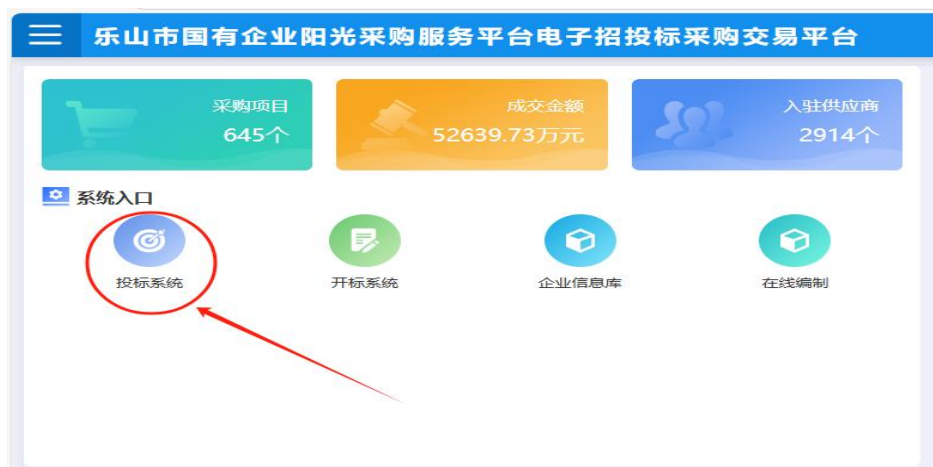 乐山市国有企业阳光采购服务平台电子招投标采购交易平台
采购项目
645个
成交金额
52639.73万元
入驻供应商
2914个
系统入口
投标系统
开标系统
企业信息库
在线编制